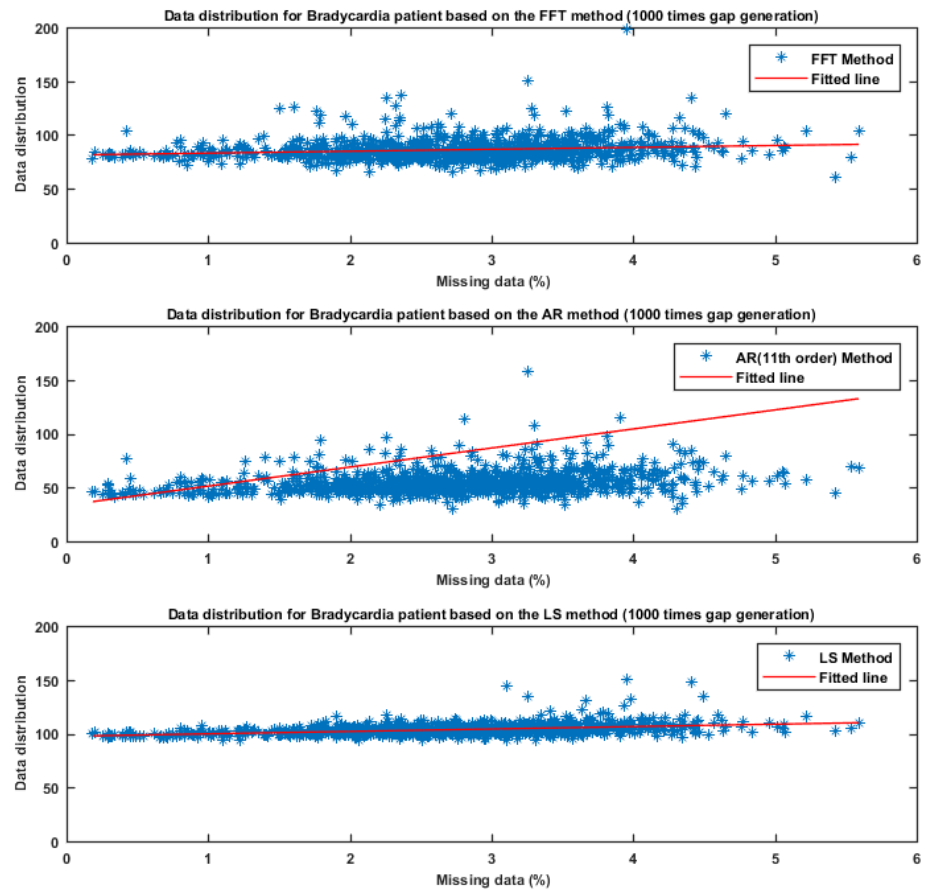 Data distribution for Bradycardia patient based on the FFT method (1000 times gap generation)
200
150
100
50
0
Data distribution
FFT Method
Fitted line
0 1 2 3 4 5 6
Missing data (%)
Data distribution for Bradycardia patient based on the AR method (1000 times gap generation)
200
150
100
50
0
Data distribution
AR(11th order) Method
Fitted line
0 1 2 3 4 5 6
Missing data (%)
Data distribution for Bradycardia patient based on the LS method (1000 times gap generation)
200
150
100
50
0
Data distribution
LS Method
Fitted line
0 1 2 3 4 5 6
Missing data (%)